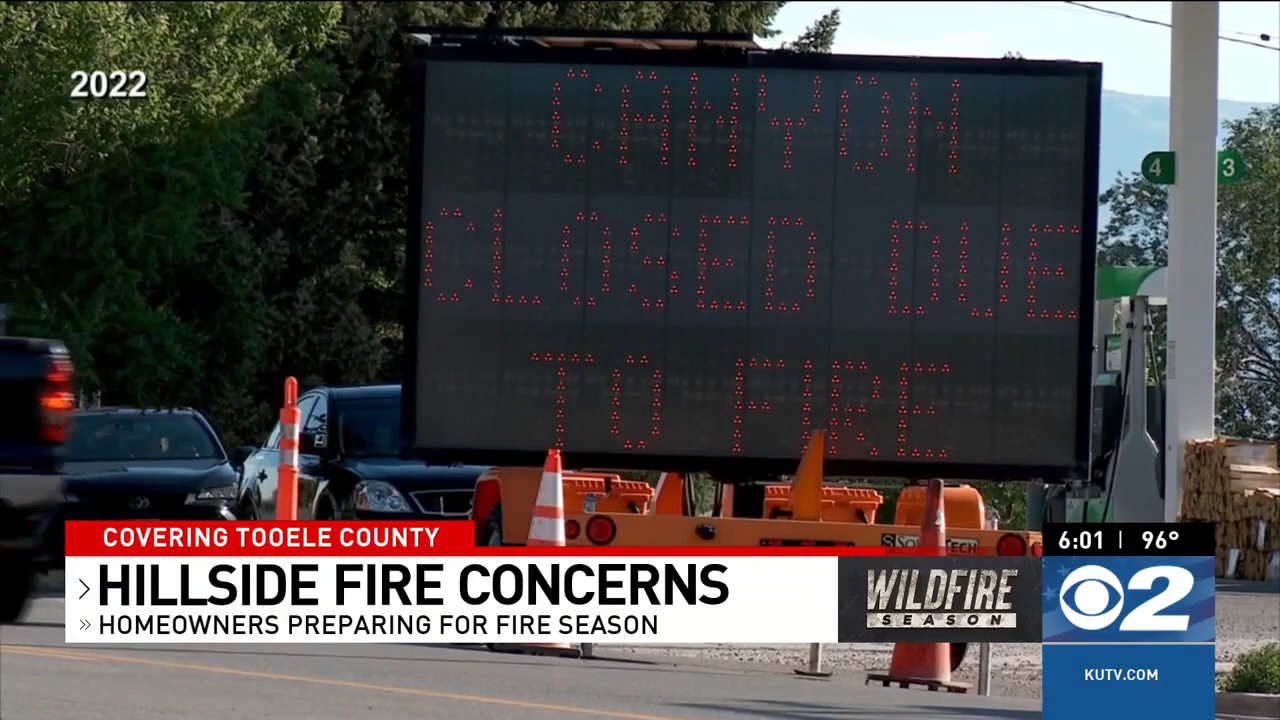 2022
CANYON
CLOSED DUE
TO FIRE
4
3
SOLARTECH
COVERING TOOELE COUNTY
HILLSIDE FIRE CONCERNS
HOMEOWNERS PREPARING FOR FIRE SEASON
WILDFIRE
SEASON
6:01 | 96°
2
KUTV.COM